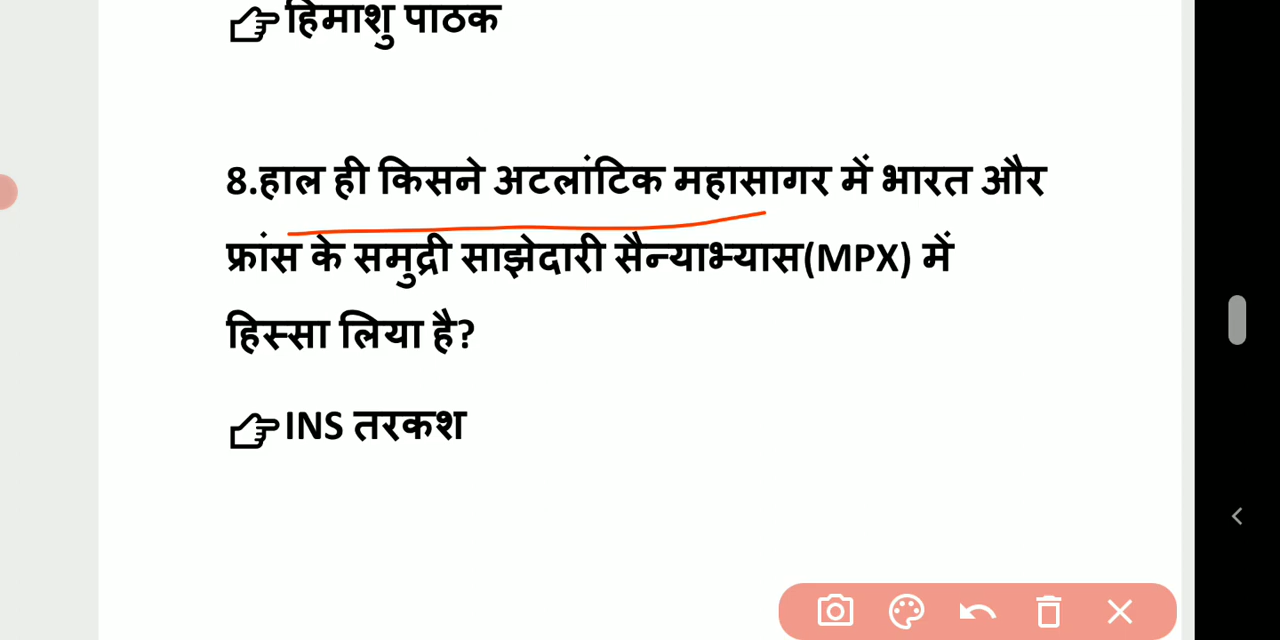 हिमाशु पाठक
8.हाल ही किसने अटलांटिक महासागर में भारत और
फ्रांस के समुद्री साझेदारी सैन्याभ्यास(MPX) में
हिस्सा लिया है?
INS तरकश